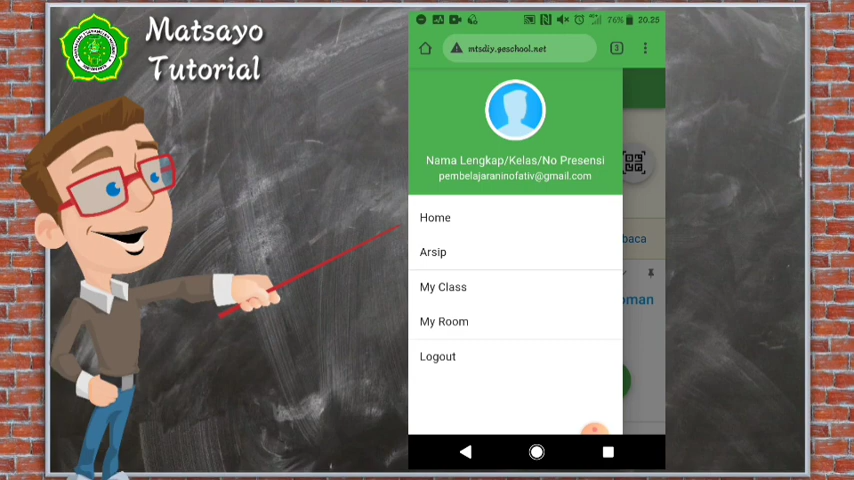 Matsayo
Tutorial
76%
20.25
mtsdiy.geschool.net
3
Nama Lengkap/Kelas/No Presensi
pembelajaraninofativ@gmail.com
Home
baca
Arsip
My Class
oman
My Room
Logout